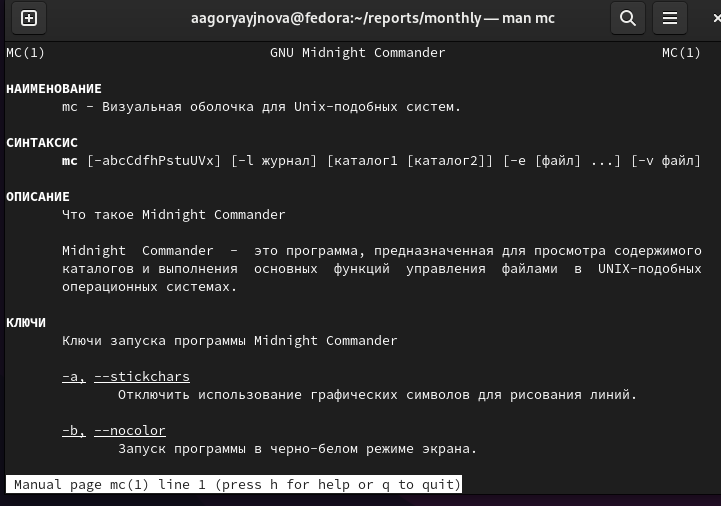 aagoryayjnova@fedora:~/reports/monthly — man mc
MC(1) GNU Midnight Commander MC(1)
НАИМЕНОВАНИЕ
mc - Визуальная оболочка для Unix-подобных систем.
СИНТАКСИС
mc [-abcCdfhPstuUVx] [-l журнал] [каталог1 [каталог2]] [-e [файл] ...] [-v файл]
ОПИСАНИЕ
Что такое Midnight Commander
Midnight Commander - это программа, предназначенная для просмотра содержимого
каталогов и выполнения основных функций управления файлами в UNIX-подобных
операционных системах.
КЛЮЧИ
Ключи запуска программы Midnight Commander
-a, --stickchars
Отключить использование графических символов для рисования линий.
-b, --nocolor
Запуск программы в черно-белом режиме экрана.
Manual page mc(1) line 1 (press h for help or q to quit)